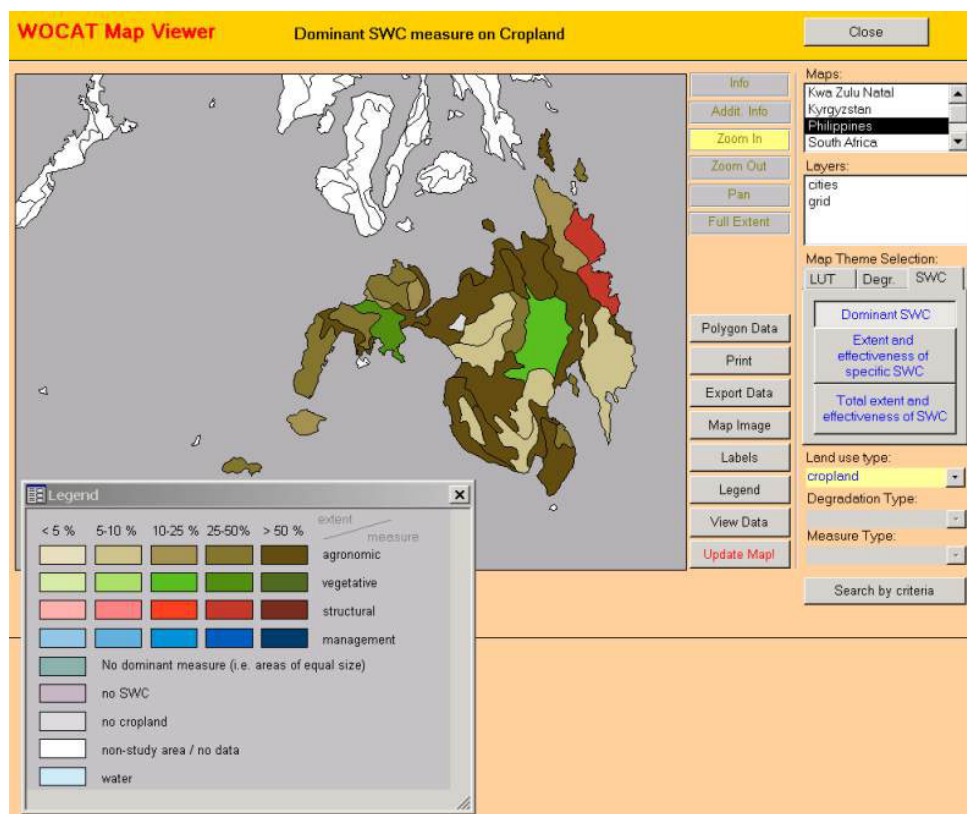 WOCAT Map Viewer
Dominant SWC measure on Cropland
Close
Info
Addit. Info
Zoom In
Zoom Out
Pan
Full Extent
Polygon Data
Print
Export Data
Map Image
Labels
Legend
View Data
Update Map!
Maps:
Kwa Zulu Natal
Kyrgyzstan
Philippines
South Africa
Layers:
cities
grid
Map Theme Selection:
LUT Degr. SWC
Dominant SWC
Extent and
effectiveness of
specific SWC
Total extent and
effectiveness of SWC
Land use type:
cropland
Degradation Type:
Measure Type:
Search by criteria
Legend
< 5 % 5-10 % 10-25 % 25-50% > 50 % extent
measure
agronomic
vegetative
structural
management
No dominant measure (i.e. areas of equal size)
no SWC
no cropland
non-study area / no data
water